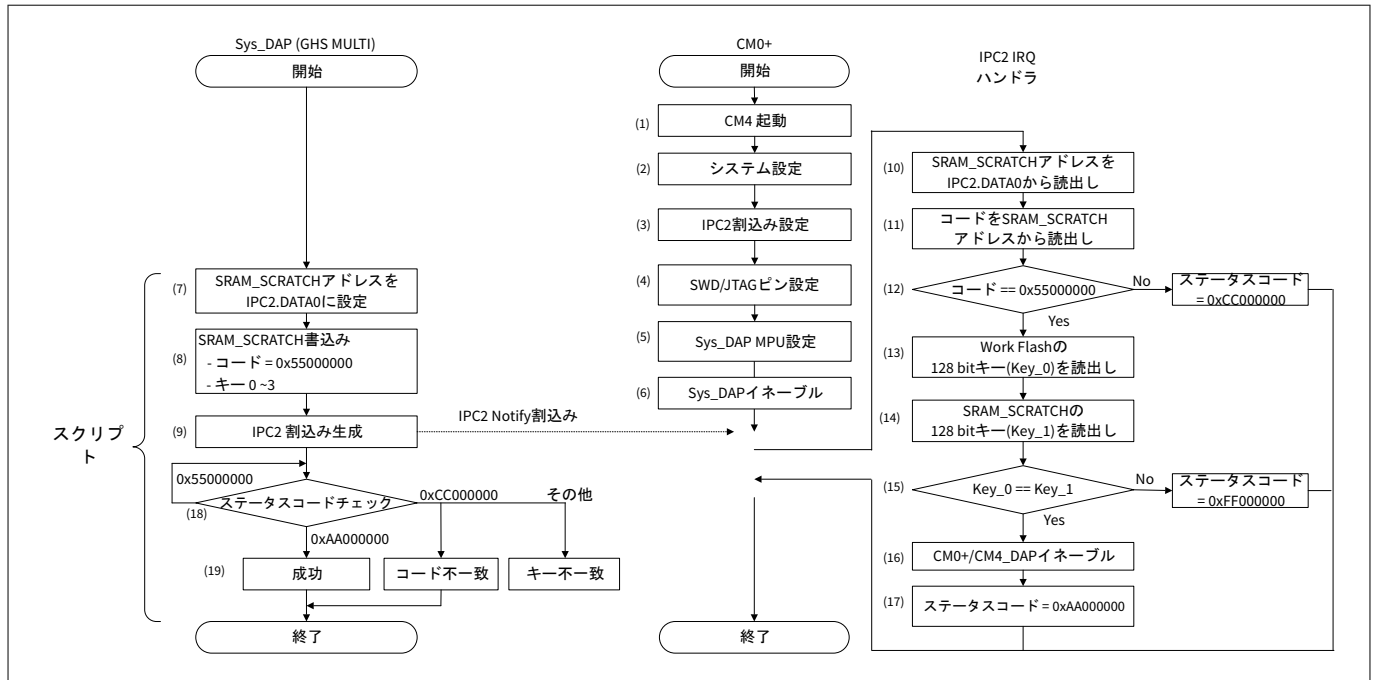 Sys_DAP (GHS MULTI)
開始
(7)
SRAM_SCRATCHアドレスを
IPC2.DATA0に設定
(8)
SRAM_SCRATCH書込み
- コード = 0x55000000
- キー 0 ~3
(9)
IPC2 割込み生成
スクリプ
ト
IPC2 Notify割込み
0x55000000
ステータスコードチェック
(18)
0xCC000000
その他
0xAA000000
(19)
成功
コード不一致
キー不一致
終了
CM0+
開始
(1)
CM4 起動
(2)
システム設定
(3)
IPC2割込み設定
(4)
SWD/JTAGピン設定
(5)
Sys_DAP MPU設定
(6)
Sys_DAPイネーブル
終了
IPC2 IRQ
ハンドラ
(10)
SRAM_SCRATCHアドレスを
IPC2.DATA0から読出し
(11)
コードをSRAM_SCRATCH
アドレスから読出し
(12)
コード == 0x55000000
No
ステータスコード
= 0xCC000000
Yes
(13)
Work Flashの
128 bitキー(Key_0)を読出し
(14)
SRAM_SCRATCHの
128 bitキー(Key_1)を読出し
(15)
Key_0 == Key_1
No
ステータスコード
= 0xFF000000
Yes
(16)
CM0+/CM4_DAPイネーブル
(17)
ステータスコード = 0xAA000000